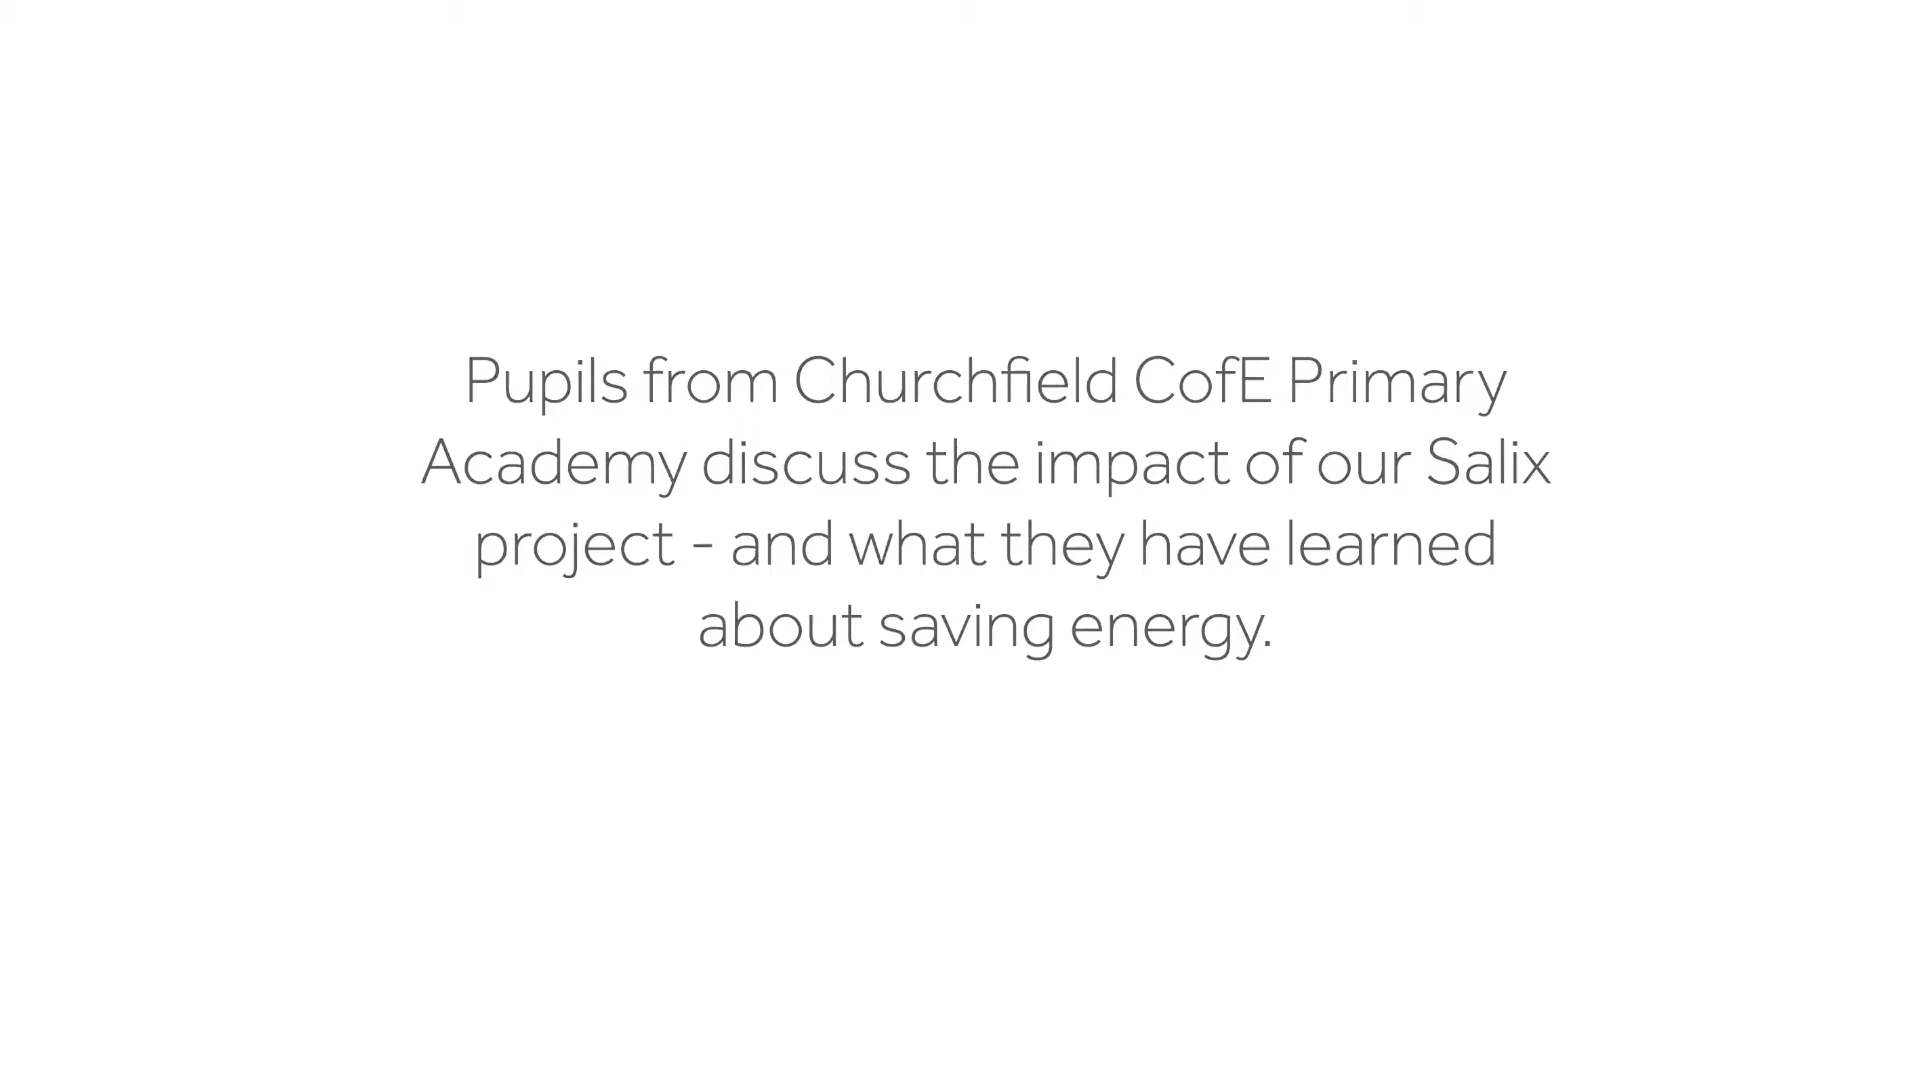 Pupils from Churchfield CofE Primary
Academy discuss the impact of our Salix
project - and what they have learned
about saving energy.